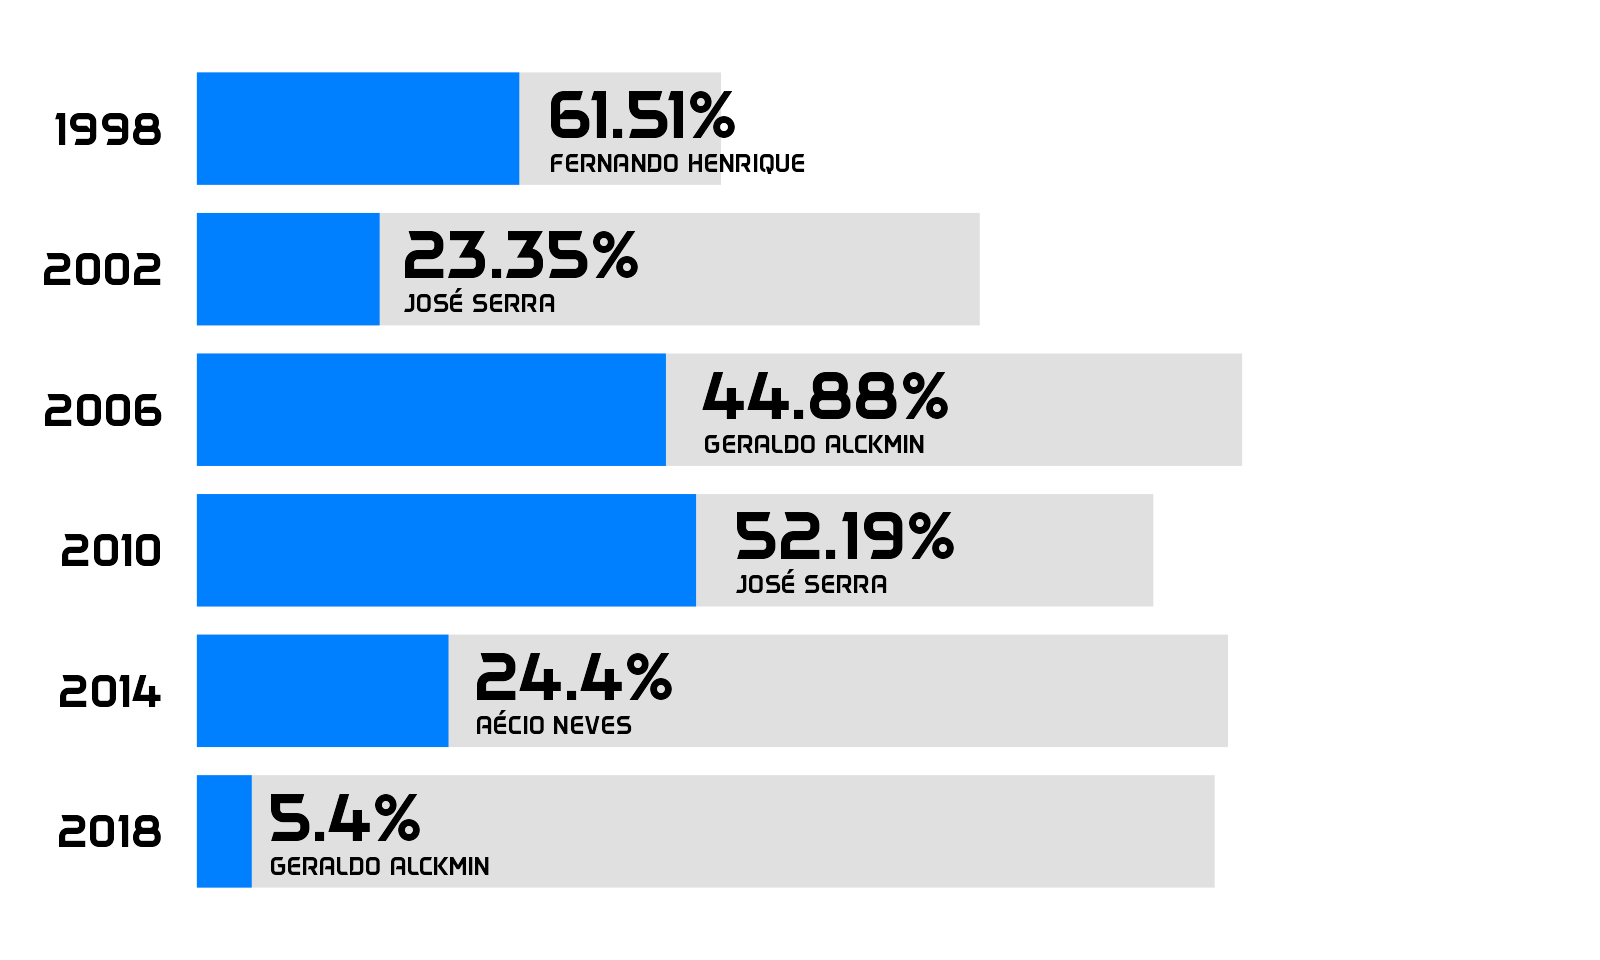 1998
61.51%
FERNANDO HENRIQUE
2002
23.35%
JOSÉ SERRA
2006
44.88%
GERALDO ALCKMIN
2010
52.19%
JOSÉ SERRA
2014
24.4%
AÉCIO NEVES
2018
5.4%
GERALDO ALCKMIN